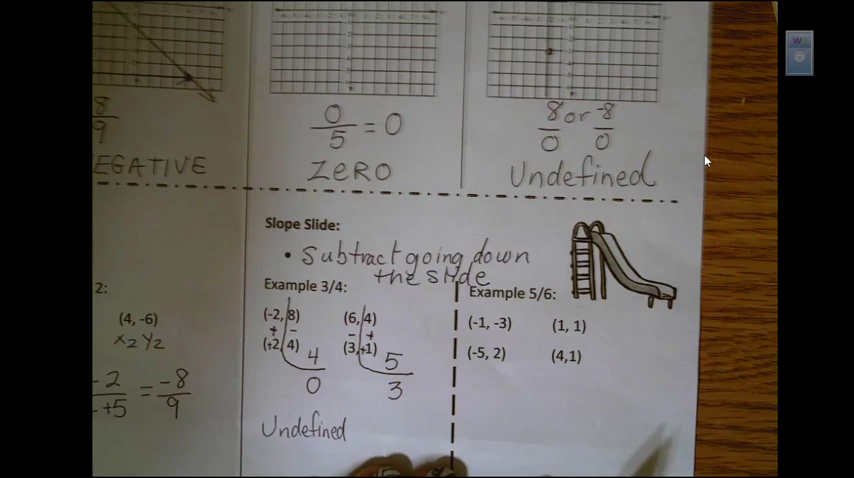 8
9
EGATIVE
0
5 = 0
ZERO
8 or -8
0 0
Undefined
Slope Slide:
• subtract going down
the slide
2:
(4, -6)
x2 y2
-2 = -8
+5 9
Example 3/4:
(-2, 8) (6, 4)
+ - - +
(+2, 4) (3, +1)
4 5
0 3
Undefined
Example 5/6:
(-1, -3) (1, 1)
(-5, 2) (4,1)
W